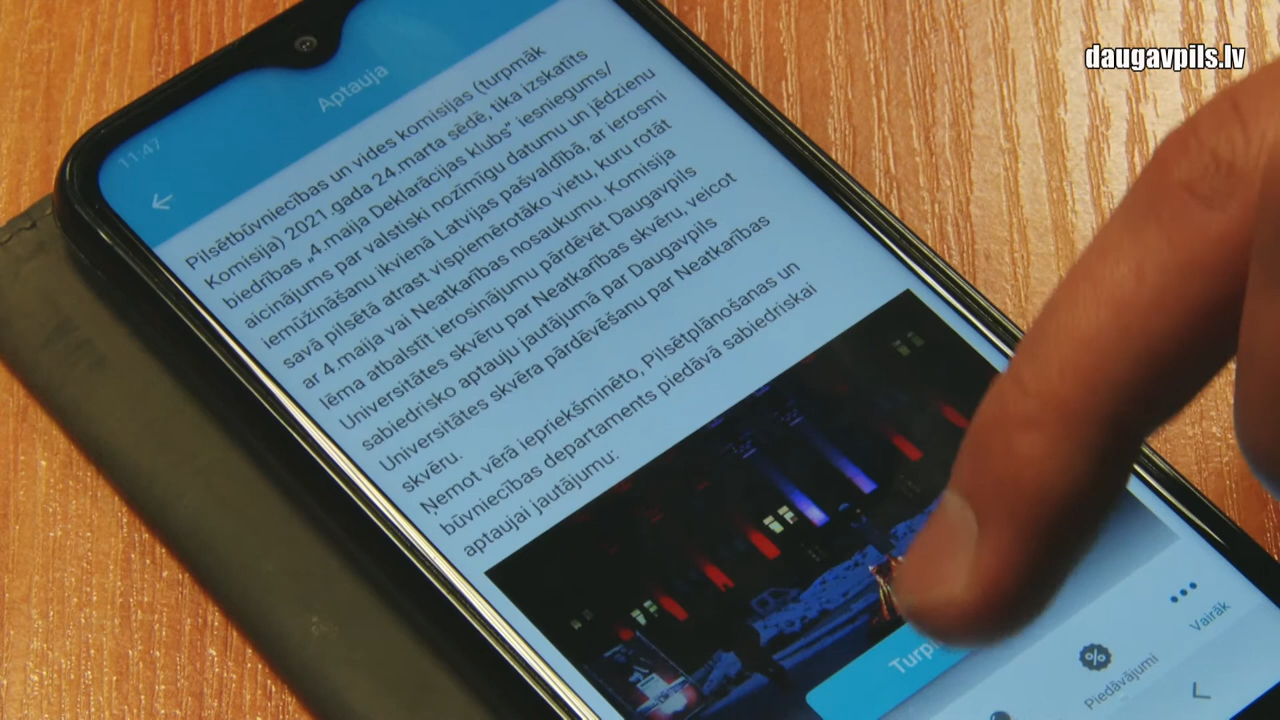 daugavpils.lv
11:47
Aptauja
Pilsētbūvniecības un vides komisijas (turpmāk
Komisija) 2021.gada 24.marta sēdē, tika izskatīts
biedrības „4.maija Deklarācijas klubs" iesniegums/
aicinājums par valstiski nozīmīgu datumu un jēdzienu
iemūžināšanu ikvienā Latvijas pašvaldībā, ar ierosmi
savā pilsētā atrast vispiemērotāko vietu, kuru rotāt
ar 4.maija vai Neatkarības nosaukumu. Komisija
lēma atbalstīt ierosinājumu pārdēvēt Daugavpils
Universitātes skvēru par Neatkarības skvēru, veicot
sabiedrisko aptauju jautājumā par Daugavpils
Universitātes skvēra pārdēvēšanu par Neatkarības
skvēru.
Ņemot vērā iepriekšminēto, Pilsētplānošanas un
būvniecības departaments piedāvā sabiedriskai
aptaujai jautājumu:
Piedāvājumi
Vairāk